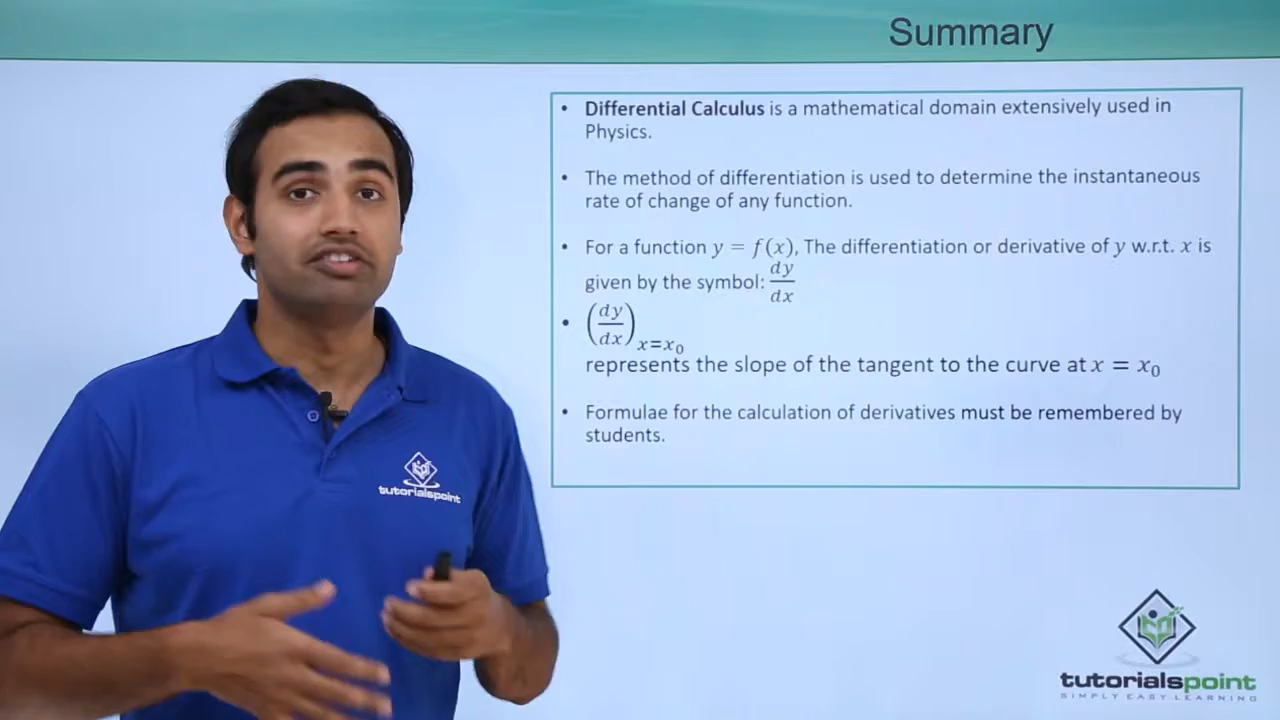 Summary
• Differential Calculus is a mathematical domain extensively used in
Physics.
• The method of differentiation is used to determine the instantaneous
rate of change of any function.
• For a function y = f(x), The differentiation or derivative of y w.r.t. x is
given by the symbol: dy/dx
• (dy/dx)x=x₀
represents the slope of the tangent to the curve at x = x₀
• Formulae for the calculation of derivatives must be remembered by
students.
tutorialspoint
tutorialspoint
SIMPLY EASY LEARNING